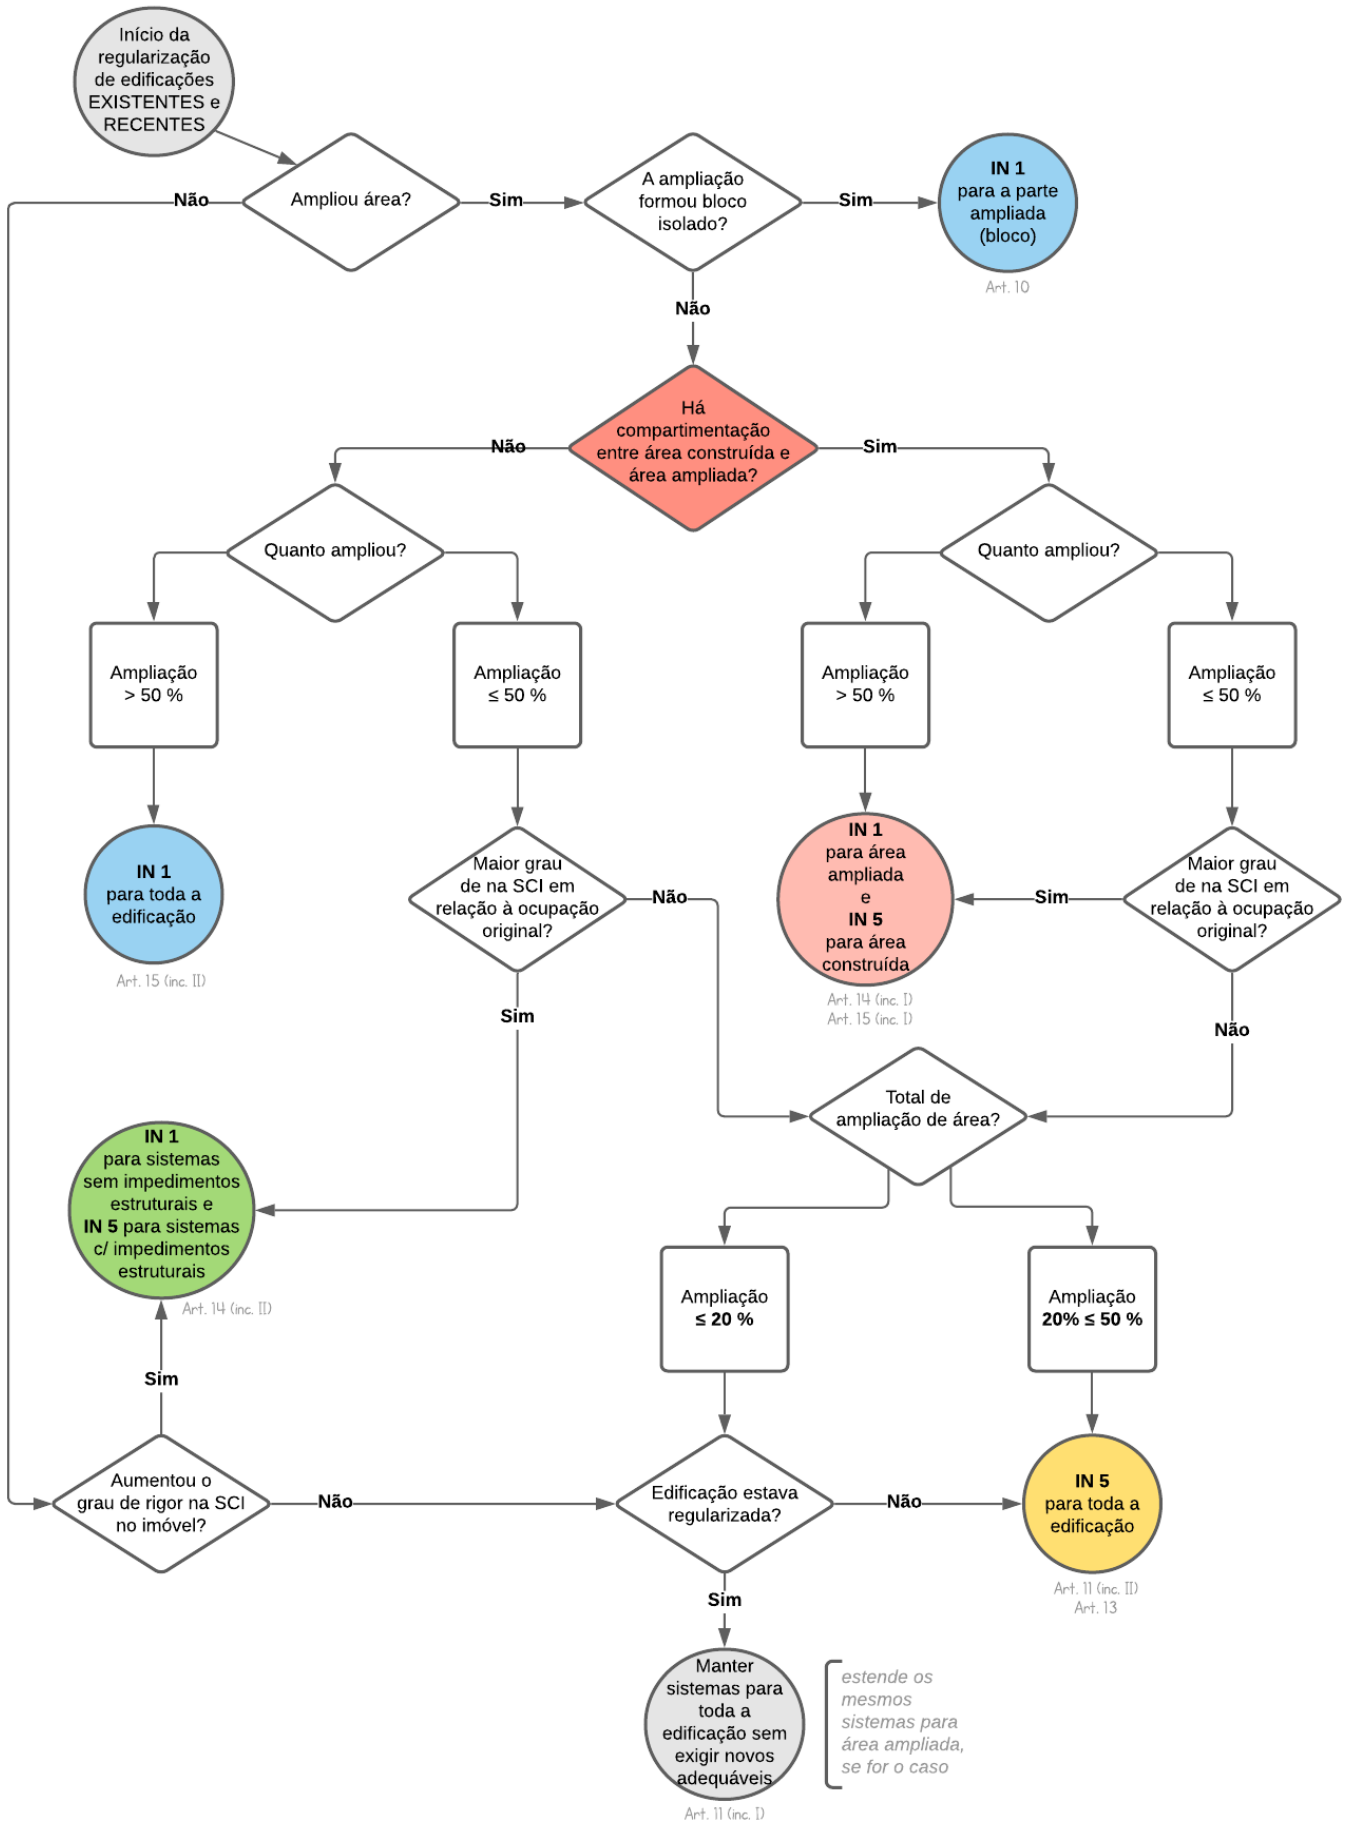 Início da
regularização
de edificações
EXISTENTES e
RECENTES
Não
Ampliou área?
Sim
A ampliação
formou bloco
isolado?
Sim
IN 1
para a parte
ampliada
(bloco)
Art. 10
Não
Há
compartimentação
entre área construída e
área ampliada?
Não
Sim
Quanto ampliou?
Quanto ampliou?
Ampliação
> 50 %
Ampliação
≤ 50 %
Ampliação
> 50 %
Ampliação
≤ 50 %
IN 1
para toda a
edificação
Art. 15 (inc. II)
Maior grau
de na SCI em
relação à ocupação
original?
Não
Sim
IN 1
para área
ampliada
e
IN 5
para área
construída
Art. 14 (inc. I)
Art. 15 (inc. I)
Sim
Maior grau
de na SCI em
relação à ocupação
original?
Não
Total de
ampliação de área?
IN 1
para sistemas
sem impedimentos
estruturais e
IN 5 para sistemas
c/ impedimentos
estruturais
Art. 14 (inc. II)
Ampliação
≤ 20 %
Ampliação
20% ≤ 50 %
Sim
Aumentou o
grau de rigor na SCI
no imóvel?
Não
Edificação estava
regularizada?
Não
IN 5
para toda a
edificação
Art. 11 (inc. II)
Art. 13
Sim
Manter
sistemas para
toda a
edificação sem
exigir novos
adequáveis
Art. 11 (inc. I)
estende os
mesmos
sistemas para
área ampliada,
se for o caso